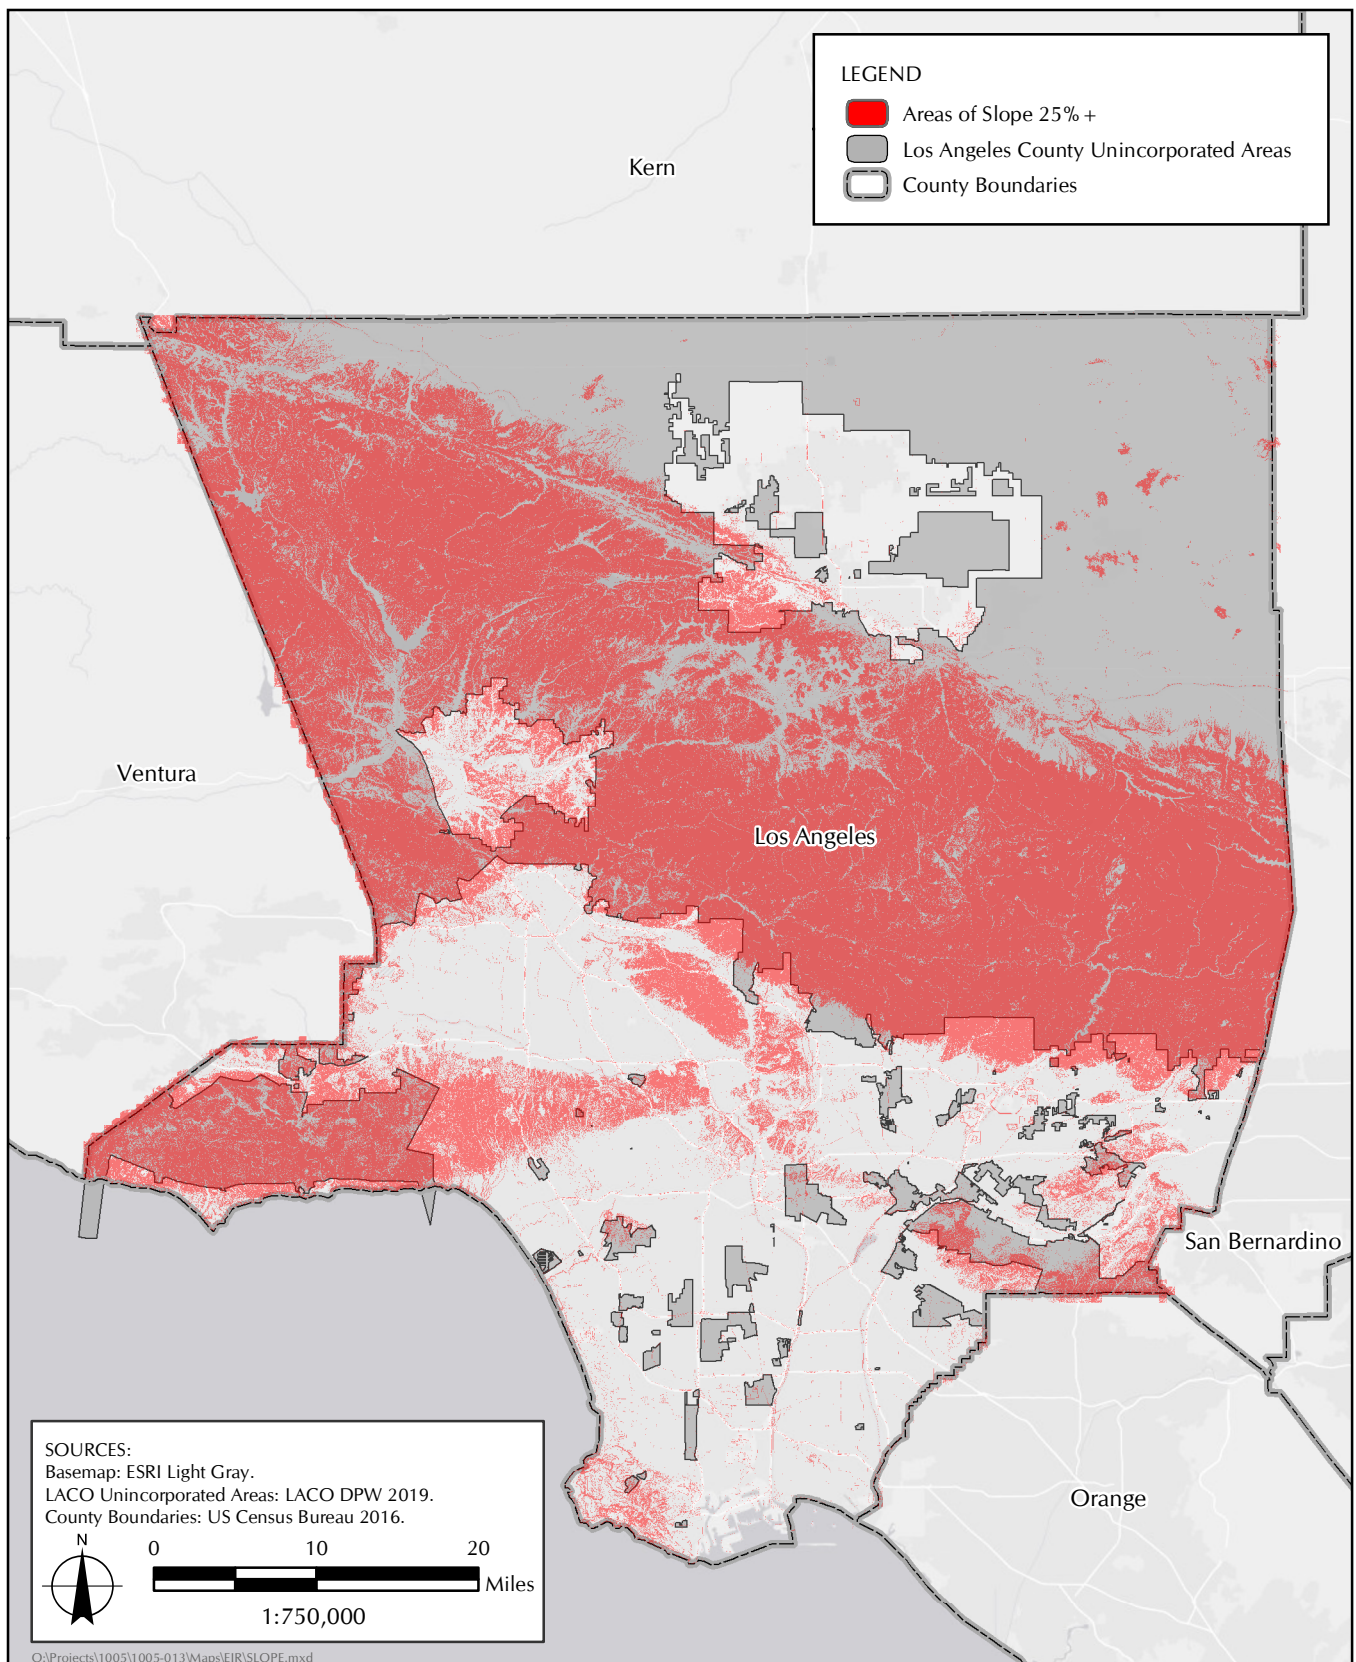 LEGEND
Areas of Slope 25% +
Los Angeles County Unincorporated Areas
County Boundaries
Kern
Ventura
Los Angeles
San Bernardino
Orange
SOURCES:
Basemap: ESRI Light Gray.
LACO Unincorporated Areas: LACO DPW 2019.
County Boundaries: US Census Bureau 2016.
N
0 10 20
Miles
1:750,000
Q:\Projects\1005\1005-013\Maps\EIR\SLOPE.mxd